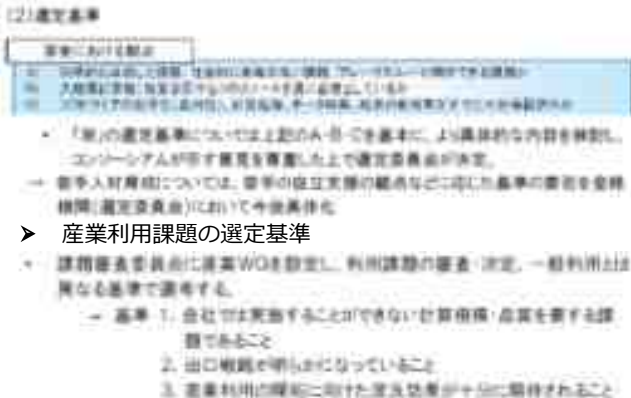 (2)選定基準
審査における観点
・ 「京」の選定基準については上記のA・B・Cを基本に、より具体的な内容を検討し、
コンソーシアムが示す意見を尊重した上で選定委員会が決定。
→ 若手人材育成については、若手の自立支援の観点などに応じた基準の要否を登録
機関(選定委員会)において今後具体化
➤ 産業利用課題の選定基準
・ 課題審査委員会に産業WGを設定し、利用課題の審査・決定。一般利用とは
異なる基準で選考する。
→ 基準 1. 会社では実施することができない計算規模・品質を要する課
題であること
2. 出口戦略が明らかになっていること
3. 産業利用の開拓に向けた波及効果が十分に期待されること